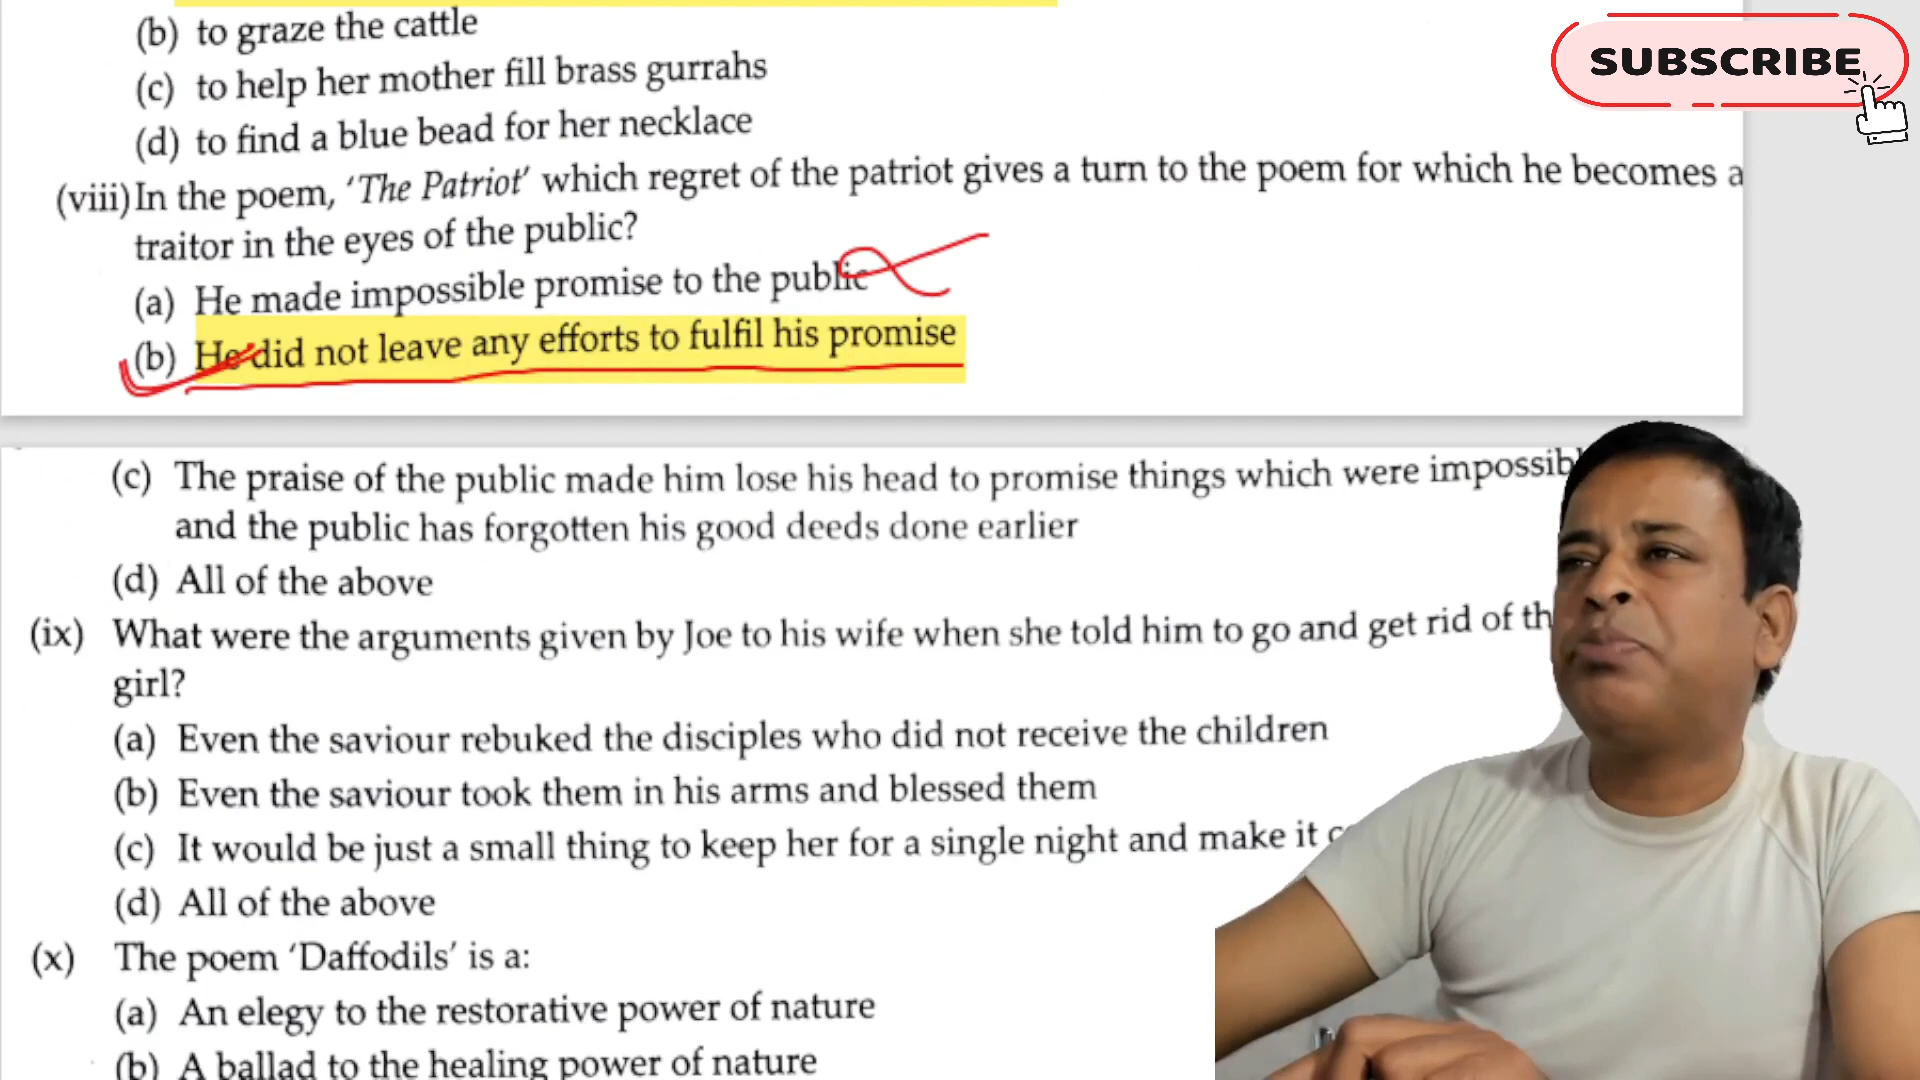 (b) to graze the cattle
SUBSCRIBE
(c) to help her mother fill brass gurrahs
(d) to find a blue bead for her necklace
(viii) In the poem, ‘The Patriot’ which regret of the patriot gives a turn to the poem for which he becomes a
traitor in the eyes of the public?
(a) He made impossible promise to the public
(b) He did not leave any efforts to fulfil his promise
(c) The praise of the public made him lose his head to promise things which were
and the public has forgotten his good deeds done earlier
(d) All of the above
(ix) What were the arguments given by Joe to his wife when she told him to go and get rid of
girl?
(a) Even the saviour rebuked the disciples who did not receive the children
(b) Even the saviour took them in his arms and blessed them
(c) It would be just a small thing to keep her for a single night and make it
(d) All of the above
(x) The poem ‘Daffodils’ is a:
(a) An elegy to the restorative power of nature
(b) A ballad to the healing power of nature